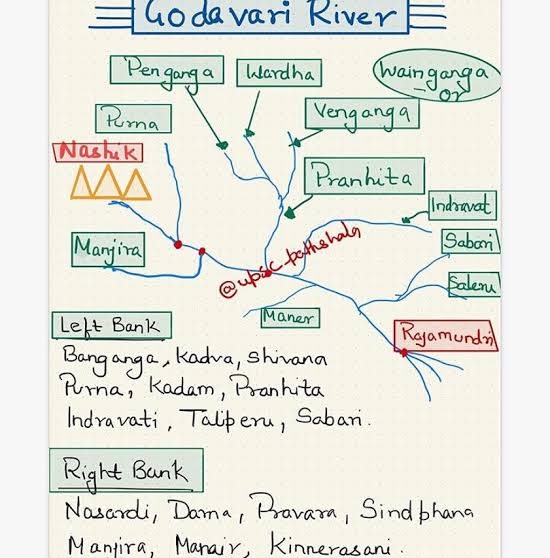 Godavari River
Penganga
Wardha
Wainganga
or
Venganga
Purna
Nashik
Pranhita
Indravat
Manjira
Sabari
@upsc_pathshala
Saleru
Maner
Rajamundri
Left Bank
Banganga, Kadva, Shivana
Purna, Kadam, Pranhita
Indravati, Taliperu, Sabari.
Right Bank
Nasardi, Darna, Pravara, Sindphana
Manjira, Manair, Kinnerasani.